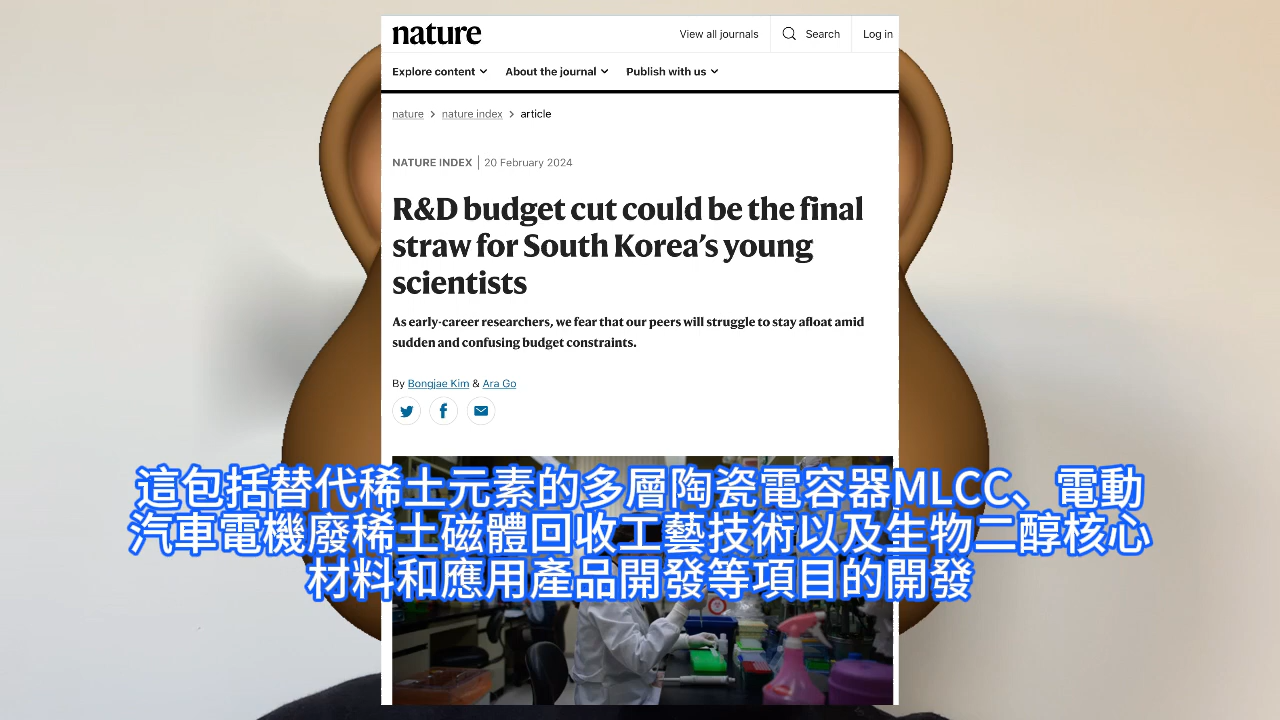 nature
View all journals
Search
Log in
Explore content
About the journal
Publish with us
nature > nature index > article
NATURE INDEX | 20 February 2024
R&D budget cut could be the final
straw for South Korea’s young
scientists
As early-career researchers, we fear that our peers will struggle to stay afloat amid
sudden and confusing budget constraints.
By Bongjae Kim & Ara Go
這包括替代稀土元素的多層陶瓷電容器MLCC、電動
汽車電機廢稀土磁體回收工藝技術以及生物二醇核心
材料和應用產品開發等項目的開發